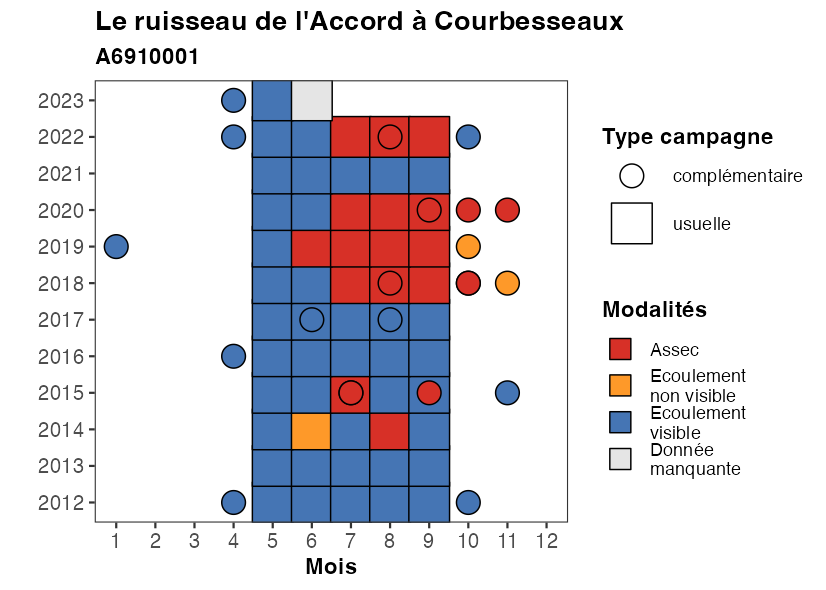 Le ruisseau de l'Accord à Courbesseaux
A6910001
2023
2022
2021
2020
2019
2018
2017
2016
2015
2014
2013
2012
1 2 3 4 5 6 7 8 9 10 11 12
Mois
Type campagne
complémentaire
usuelle
Modalités
Assec
Ecoulement
non visible
Ecoulement
visible
Donnée
manquante